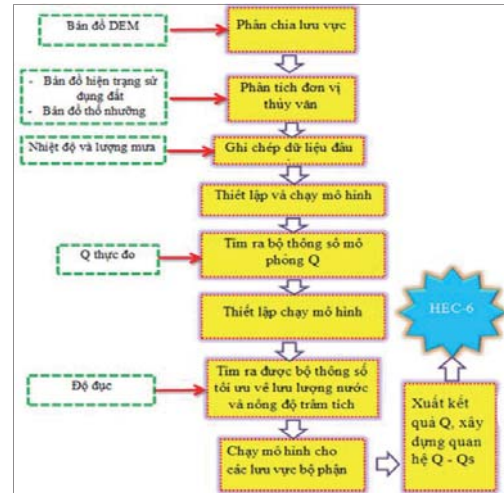 Bản đồ DEM
Phân chia lưu vực
- Bản đồ hiện trạng sử
dụng đất
- Bản đồ thổ nhưỡng
Phân tích đơn vị
thủy văn
Nhiệt độ và lượng mưa
Ghi chép dữ liệu đầu
Thiết lập và chạy mô hình
Q thực đo
Tìm ra bộ thông số mô
phỏng Q
Thiết lập chạy mô hình
HEC-6
Độ đục
Tìm ra được bộ thông số
tối ưu về lưu lượng nước
và nồng độ trầm tích
Chạy mô hình cho
các lưu vực bộ phận
Xuất kết
quả Q, xây
dựng quan
hệ Q - Qs